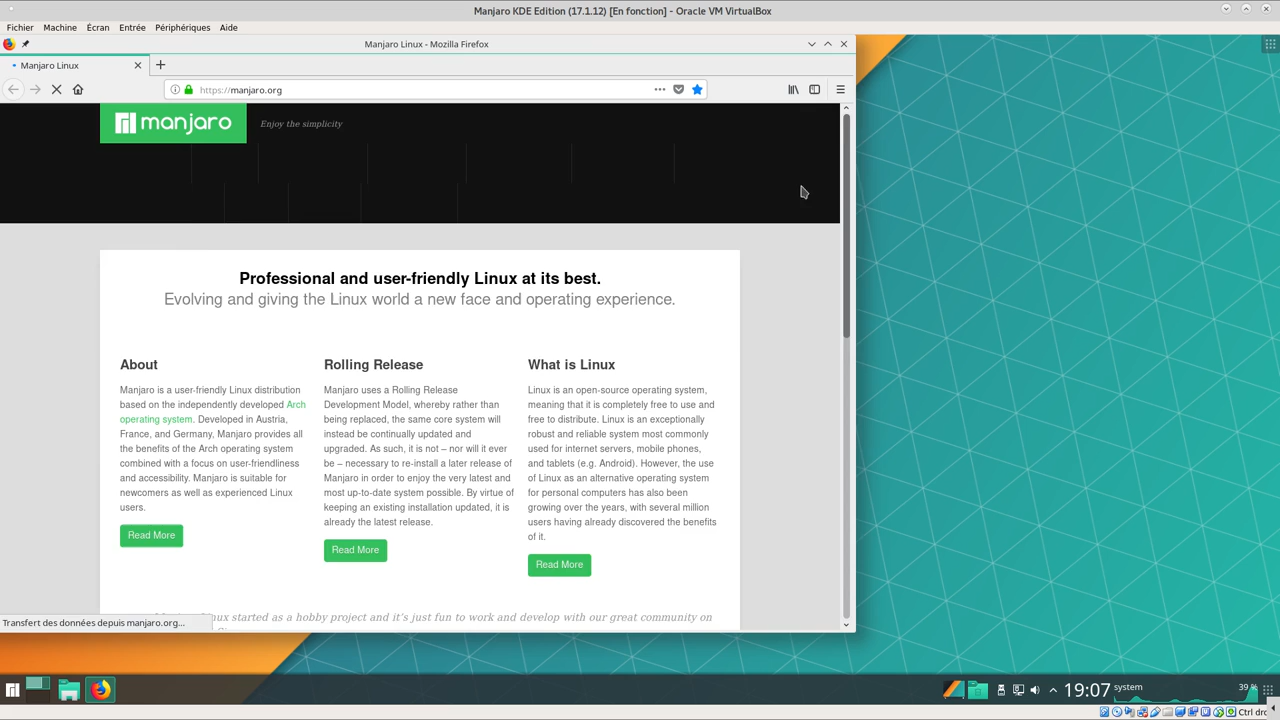 Manjaro KDE Edition (17.1.12) [En fonction] - Oracle VM VirtualBox
Fichier Machine Écran Entrée Périphériques Aide
Manjaro Linux - Mozilla Firefox
Manjaro Linux
https://manjaro.org
manjaro
Enjoy the simplicity
Professional and user-friendly Linux at its best.
Evolving and giving the Linux world a new face and operating experience.
About
Manjaro is a user-friendly Linux distribution
based on the independently developed Arch
operating system. Developed in Austria,
France, and Germany, Manjaro provides all
the benefits of the Arch operating system
combined with a focus on user-friendliness
and accessibility. Manjaro is suitable for
newcomers as well as experienced Linux
users.
Read More
Rolling Release
Manjaro uses a Rolling Release
Development Model, whereby rather than
being replaced, the same core system will
instead be continually updated and
upgraded. As such, it is not – nor will it ever
be – necessary to re-install a later release of
Manjaro in order to enjoy the very latest and
most up-to-date system possible. By virtue of
keeping an existing installation updated, it is
already the latest release.
Read More
What is Linux
Linux is an open-source operating system,
meaning that it is completely free to use and
free to distribute. Linux is an exceptionally
robust and reliable system most commonly
used for internet servers, mobile phones,
and tablets (e.g. Android). However, the use
of Linux as an alternative operating system
for personal computers has also been
growing over the years, with several million
users having already discovered the benefits
of it.
Read More
started as a hobby project and it's just fun to work and develop with our great community on
Transfert des données depuis manjaro.org...
19:07
system
39 %
Ctrl